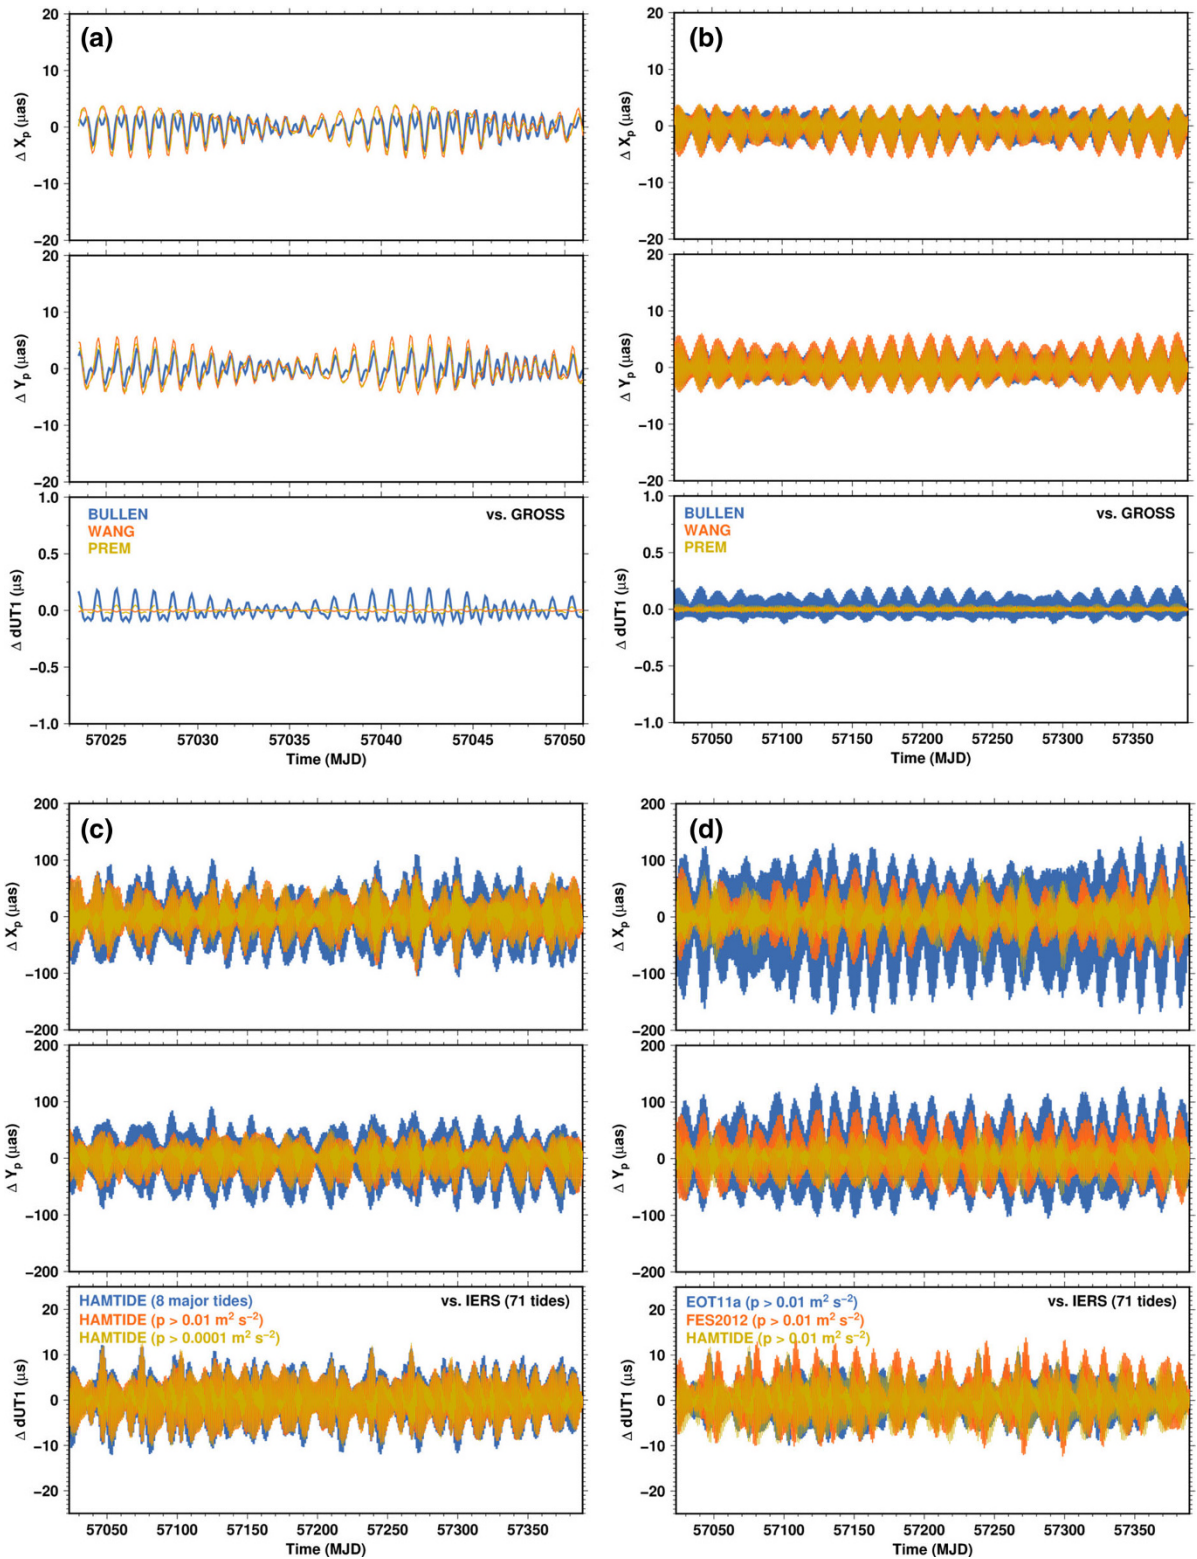 (a)
20
10
0
−10
−20
Δ Xp (μas)
20
10
0
−10
−20
Δ Yp (μas)
1.0
0.5
0.0
−0.5
−1.0
Δ dUT1 (μs)
BULLEN
WANG
PREM
vs. GROSS
57025 57030 57035 57040 57045 57050
Time (MJD)
(b)
20
10
0
−10
−20
Δ Xp (μas)
20
10
0
−10
−20
Δ Yp (μas)
1.0
0.5
0.0
−0.5
−1.0
Δ dUT1 (μs)
BULLEN
WANG
PREM
vs. GROSS
57050 57100 57150 57200 57250 57300 57350
Time (MJD)
(c)
200
100
0
−100
−200
Δ Xp (μas)
200
100
0
−100
−200
Δ Yp (μas)
20
10
0
−10
−20
Δ dUT1 (μs)
HAMTIDE (8 major tides)
HAMTIDE (p > 0.01 m² s⁻²)
HAMTIDE (p > 0.0001 m² s⁻²)
vs. IERS (71 tides)
57050 57100 57150 57200 57250 57300 57350
Time (MJD)
(d)
200
100
0
−100
−200
Δ Xp (μas)
200
100
0
−100
−200
Δ Yp (μas)
20
10
0
−10
−20
Δ dUT1 (μs)
EOT11a (p > 0.01 m² s⁻²)
FES2012 (p > 0.01 m² s⁻²)
HAMTIDE (p > 0.01 m² s⁻²)
vs. IERS (71 tides)
57050 57100 57150 57200 57250 57300 57350
Time (MJD)